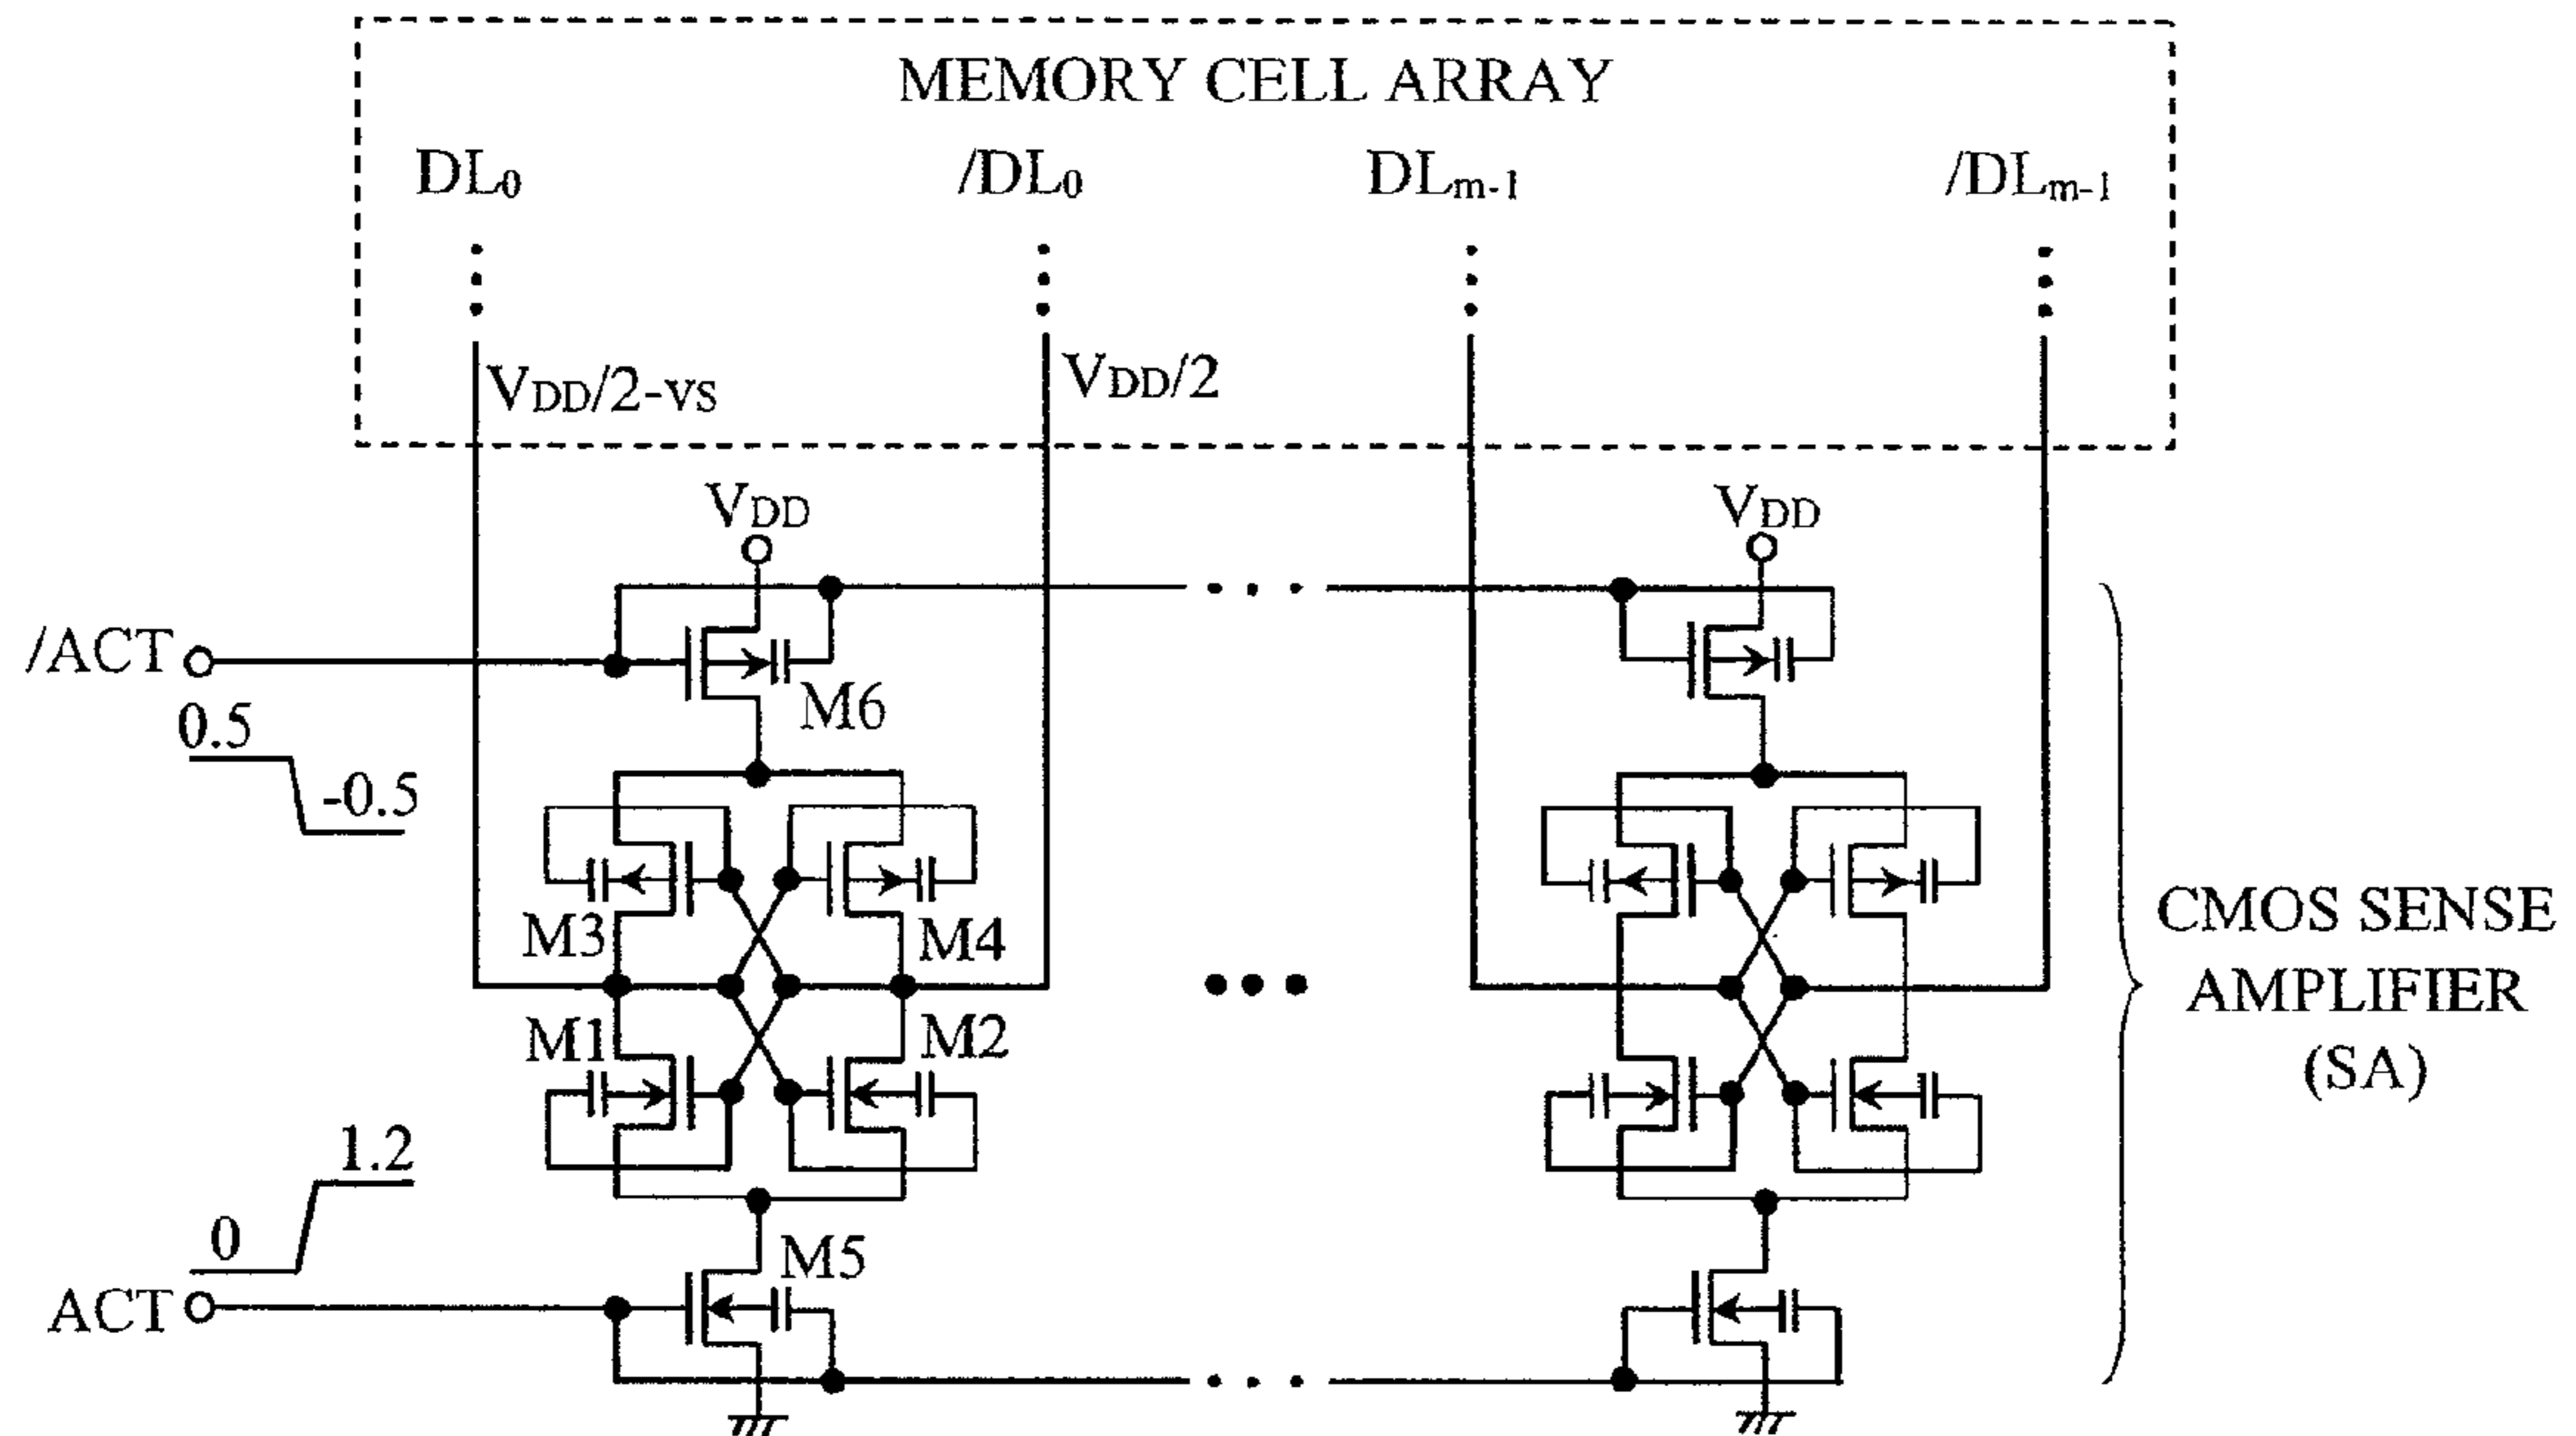 MEMORY CELL ARRAY
DL0 /DL0 DLm-1 /DLm-1
VDD/2-vS VDD/2
VDD VDD
/ACT
M6
0.5
-0.5
M3 M4
CMOS SENSE
AMPLIFIER
(SA)
M1 M2
1.2
0
M5
ACT